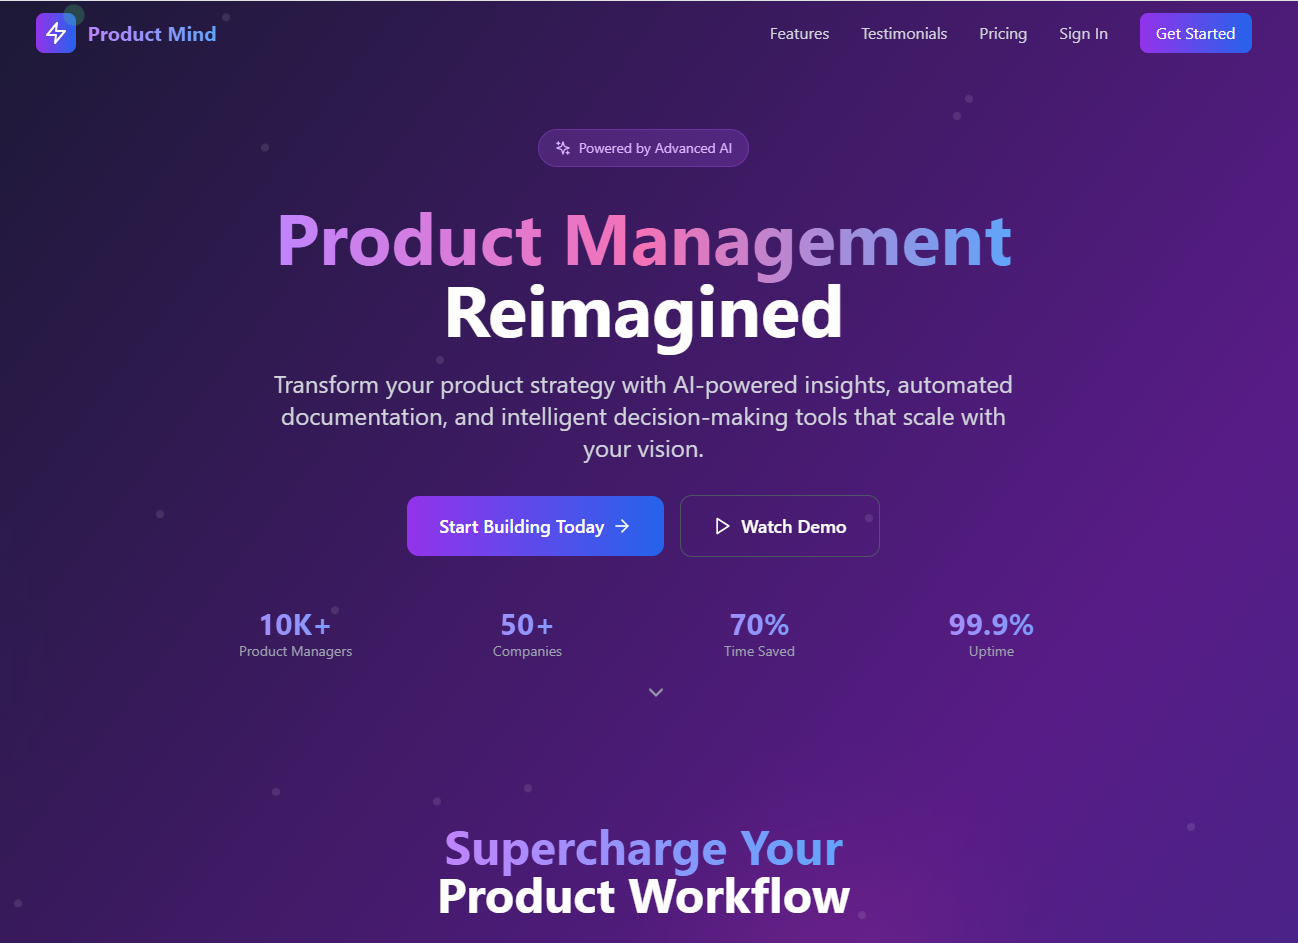 Product Mind
Features
Testimonials
Pricing
Sign In
Get Started
Powered by Advanced AI
Product Management
Reimagined
Transform your product strategy with AI-powered insights, automated
documentation, and intelligent decision-making tools that scale with
your vision.
Start Building Today
Watch Demo
10K+
Product Managers
50+
Companies
70%
Time Saved
99.9%
Uptime
Supercharge Your
Product Workflow